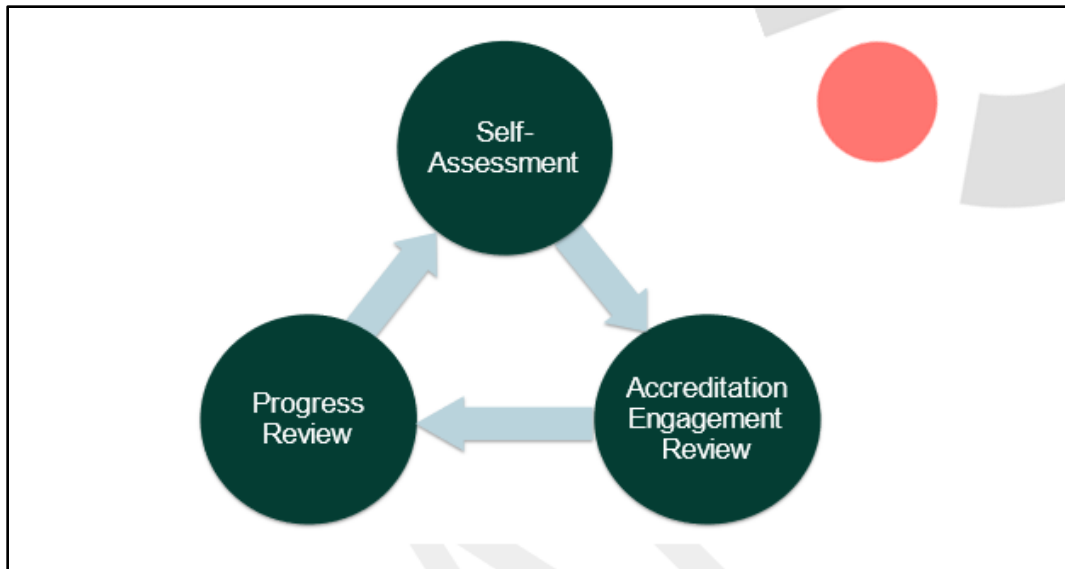 Self-
Assessment
Progress
Review
Accreditation
Engagement
Review